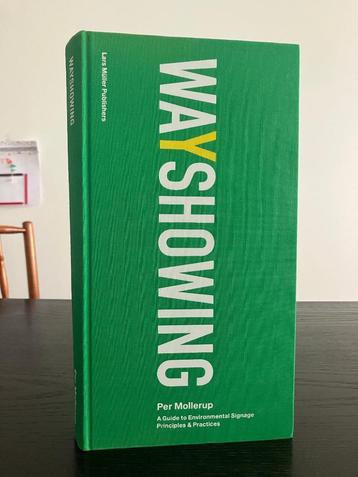 WAYSHOWING
Lars Müller Publishers
WAYSHOWING
Per Mollerup
A Guide to Environmental Signage
Principles & Practices